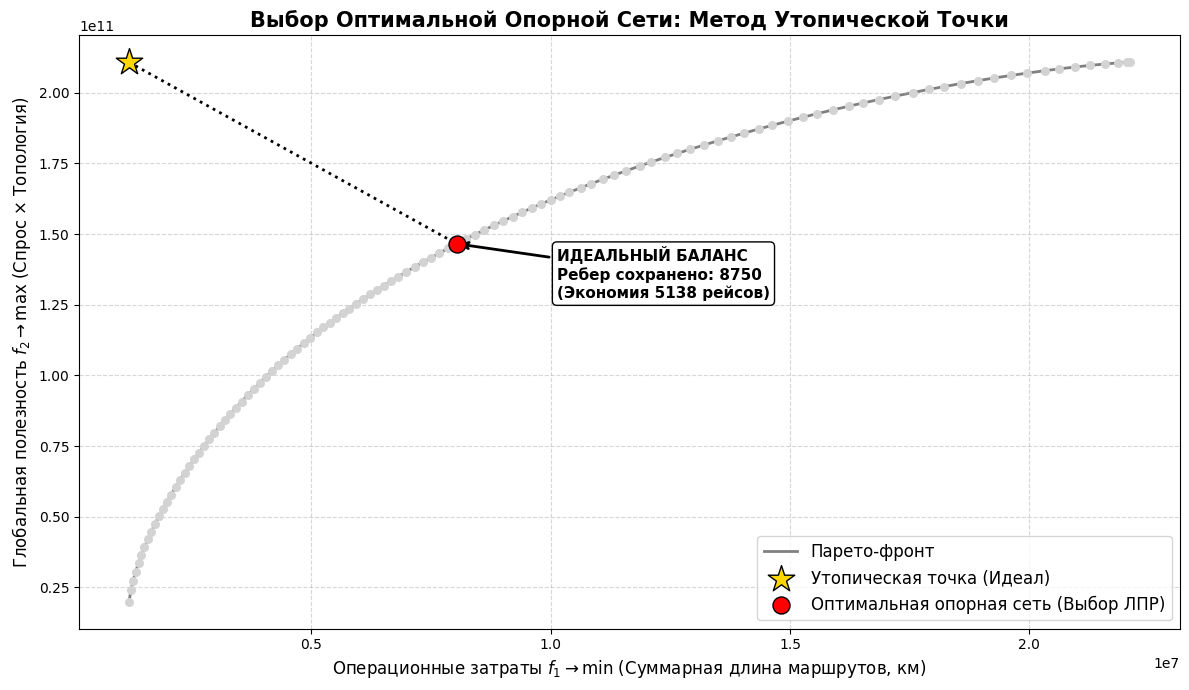 Выбор Оптимальной Опорной Сети: Метод Утопической Точки
1e11
Глобальная полезность f₂→max (Спрос × Топология)
2.00
1.75
1.50
1.25
1.00
0.75
0.50
0.25
ИДЕАЛЬНЫЙ БАЛАНС
Ребер сохранено: 8750
(Экономия 5138 рейсов)
Парето-фронт
Утопическая точка (Идеал)
Оптимальная опорная сеть (Выбор ЛПР)
0.5 1.0 1.5 2.0
1e7
Операционные затраты f₁→min (Суммарная длина маршрутов, км)